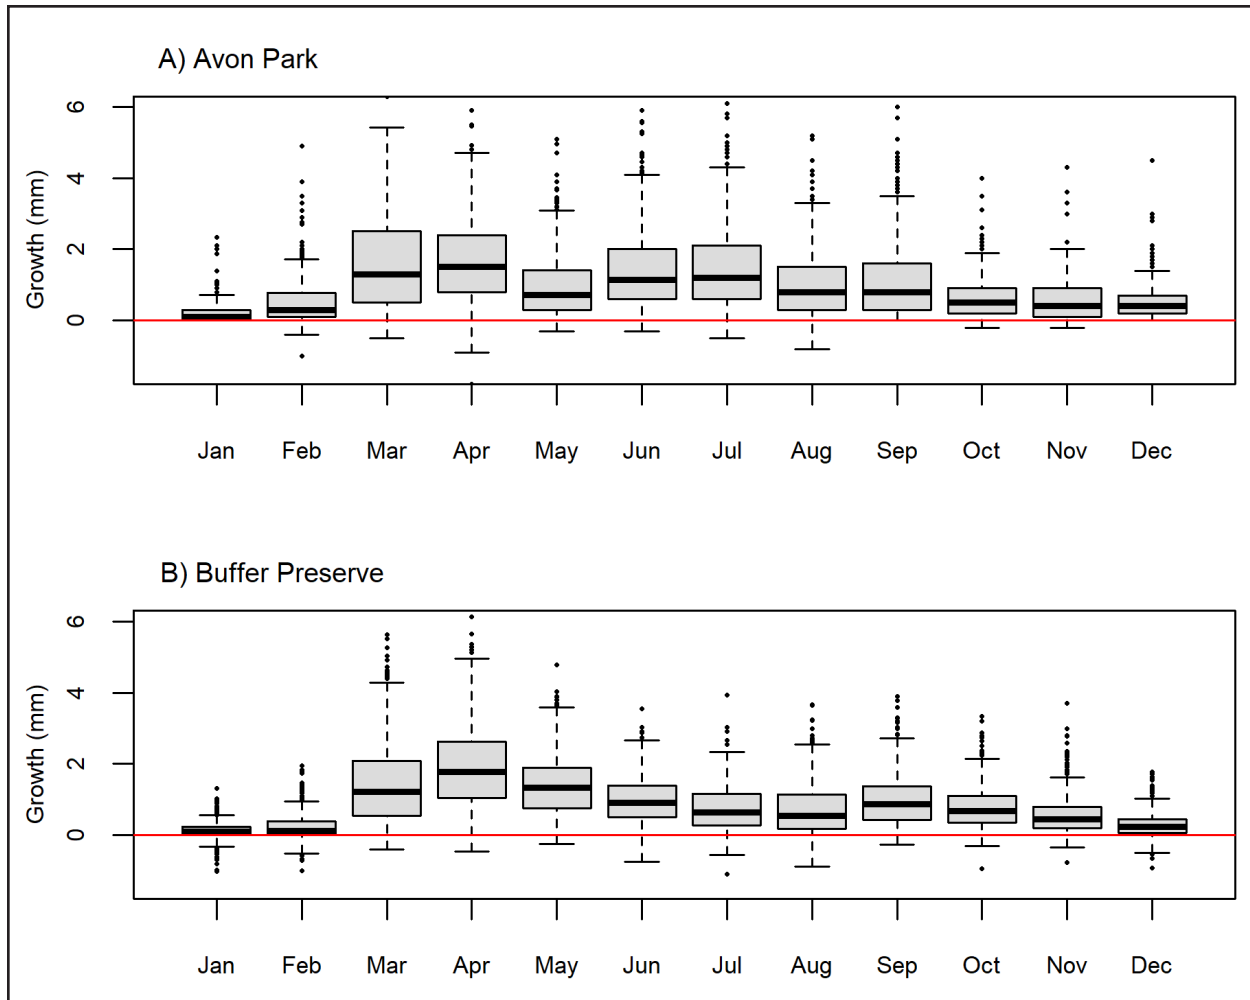 A) Avon Park
Growth (mm)
6
4
2
0
Jan Feb Mar Apr May Jun Jul Aug Sep Oct Nov Dec
B) Buffer Preserve
Growth (mm)
6
4
2
0
Jan Feb Mar Apr May Jun Jul Aug Sep Oct Nov Dec